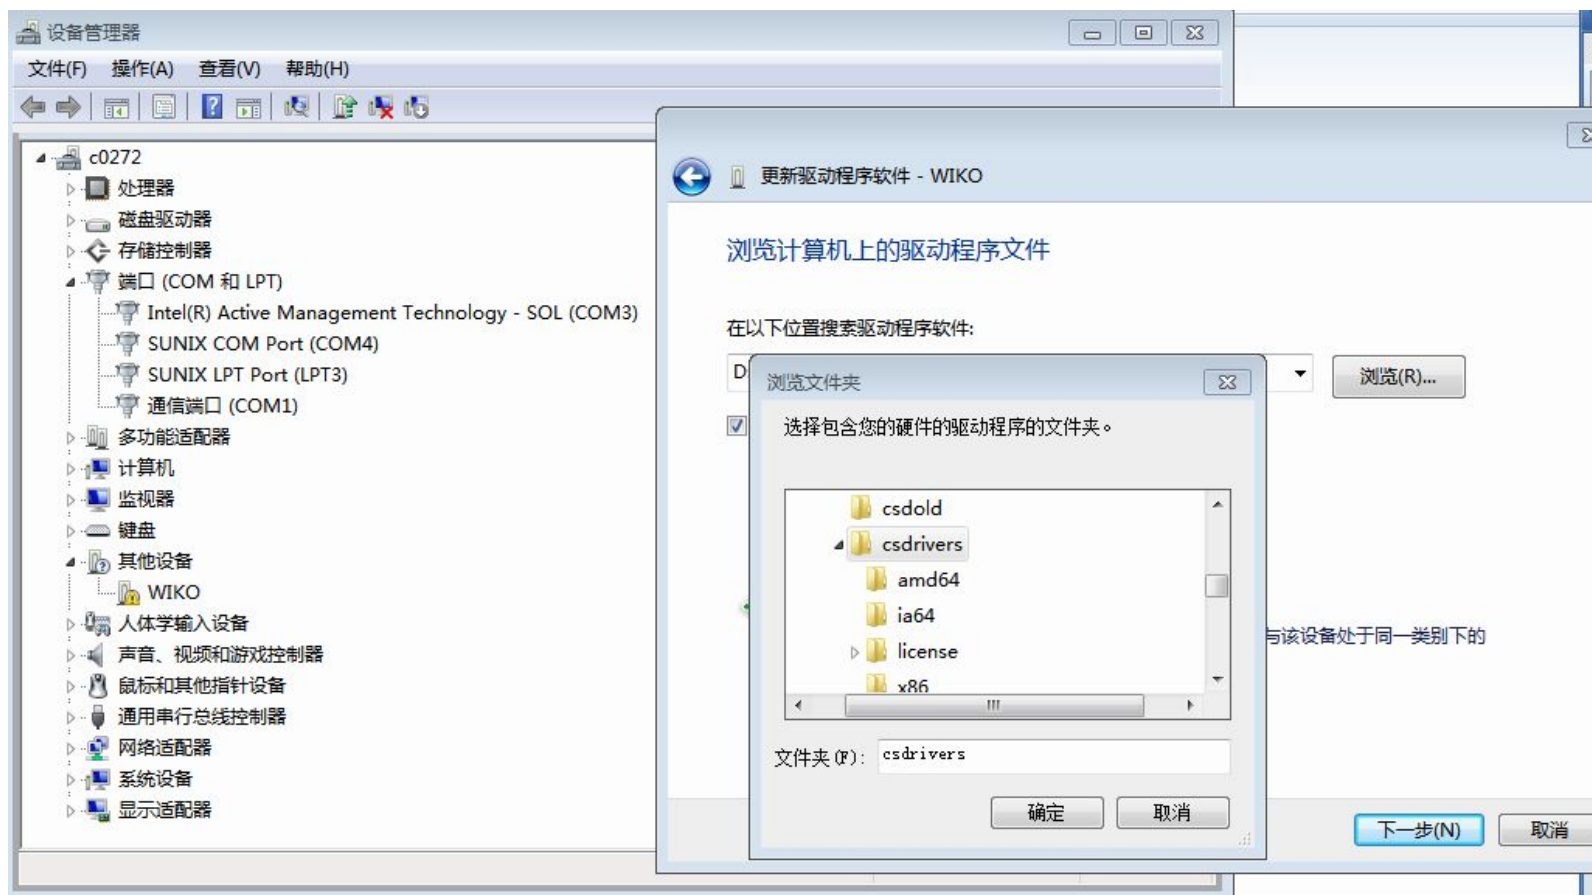 设备管理器
文件(F) 操作(A) 查看(V) 帮助(H)
c0272
处理器
磁盘驱动器
存储控制器
端口 (COM 和 LPT)
Intel(R) Active Management Technology - SOL (COM3)
SUNIX COM Port (COM4)
SUNIX LPT Port (LPT3)
通信端口 (COM1)
多功能适配器
计算机
监视器
键盘
其他设备
WIKO
人体学输入设备
声音、视频和游戏控制器
鼠标和其他指针设备
通用串行总线控制器
网络适配器
系统设备
显示适配器
更新驱动程序软件 - WIKO
浏览计算机上的驱动程序文件
在以下位置搜索驱动程序软件:
D
浏览(R)...
浏览文件夹
选择包含您的硬件的驱动程序的文件夹。
csdold
csdrivers
amd64
ia64
license
x86
文件夹(F): csdrivers
确定 取消
与该设备处于同一类别下的
下一步(N) 取消